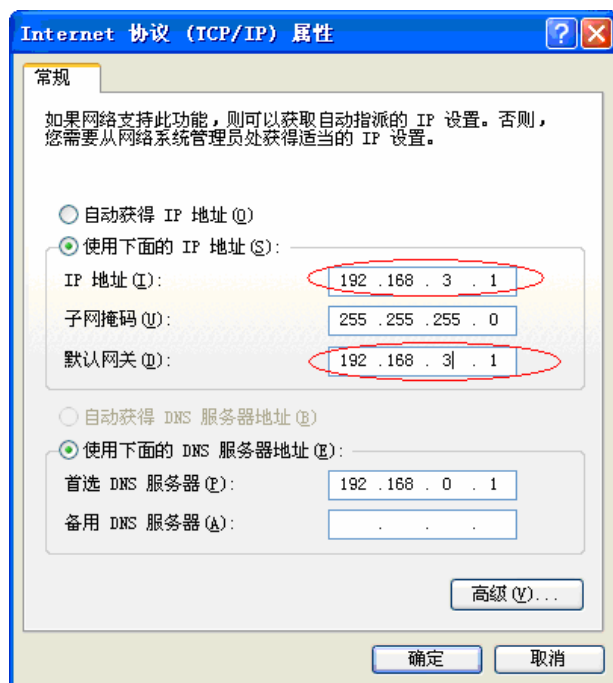 Internet 协议 (TCP/IP) 属性
常规
如果网络支持此功能，则可以获取自动指派的 IP 设置。否则，
您需要从网络系统管理员处获得适当的 IP 设置。
自动获得 IP 地址(O)
使用下面的 IP 地址(S):
IP 地址(I): 192 .168 . 3 . 1
子网掩码(U): 255 .255 .255 . 0
默认网关(D): 192 .168 . 3 . 1
自动获得 DNS 服务器地址(B)
使用下面的 DNS 服务器地址(E):
首选 DNS 服务器(P): 192 .168 . 0 . 1
备用 DNS 服务器(A): . . .
高级(V)...
确定 取消